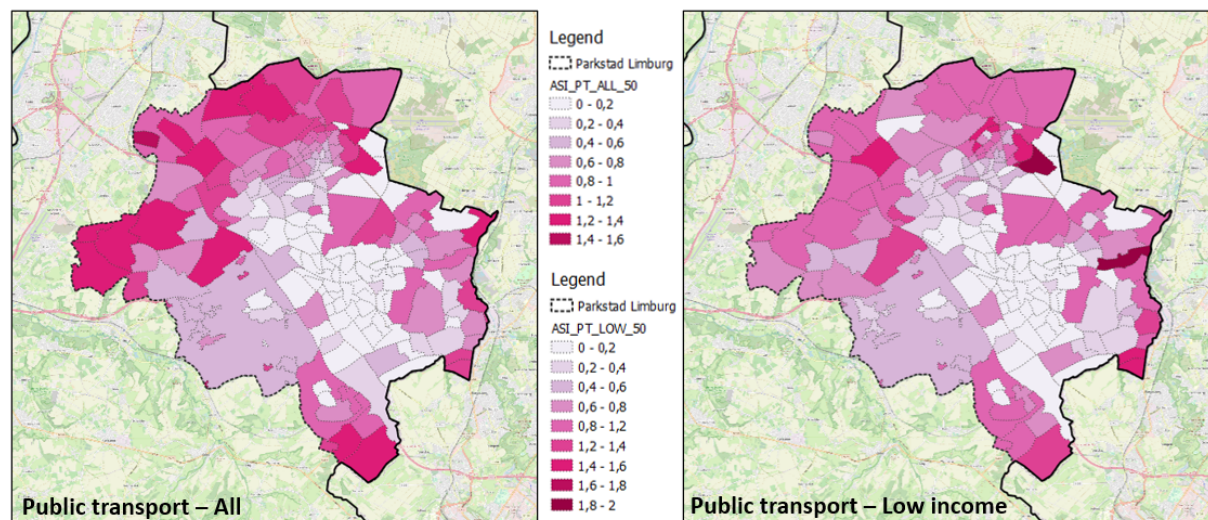 Legend
Parkstad Limburg
ASI_PT_ALL_50
0 - 0,2
0,2 - 0,4
0,4 - 0,6
0,6 - 0,8
0,8 - 1
1 - 1,2
1,2 - 1,4
1,4 - 1,6
Legend
Parkstad Limburg
ASI_PT_LOW_50
0 - 0,2
0,2 - 0,4
0,4 - 0,6
0,6 - 0,8
0,8 - 1,2
1,2 - 1,4
1,4 - 1,6
1,6 - 1,8
1,8 - 2
Public transport – All
Public transport – Low income